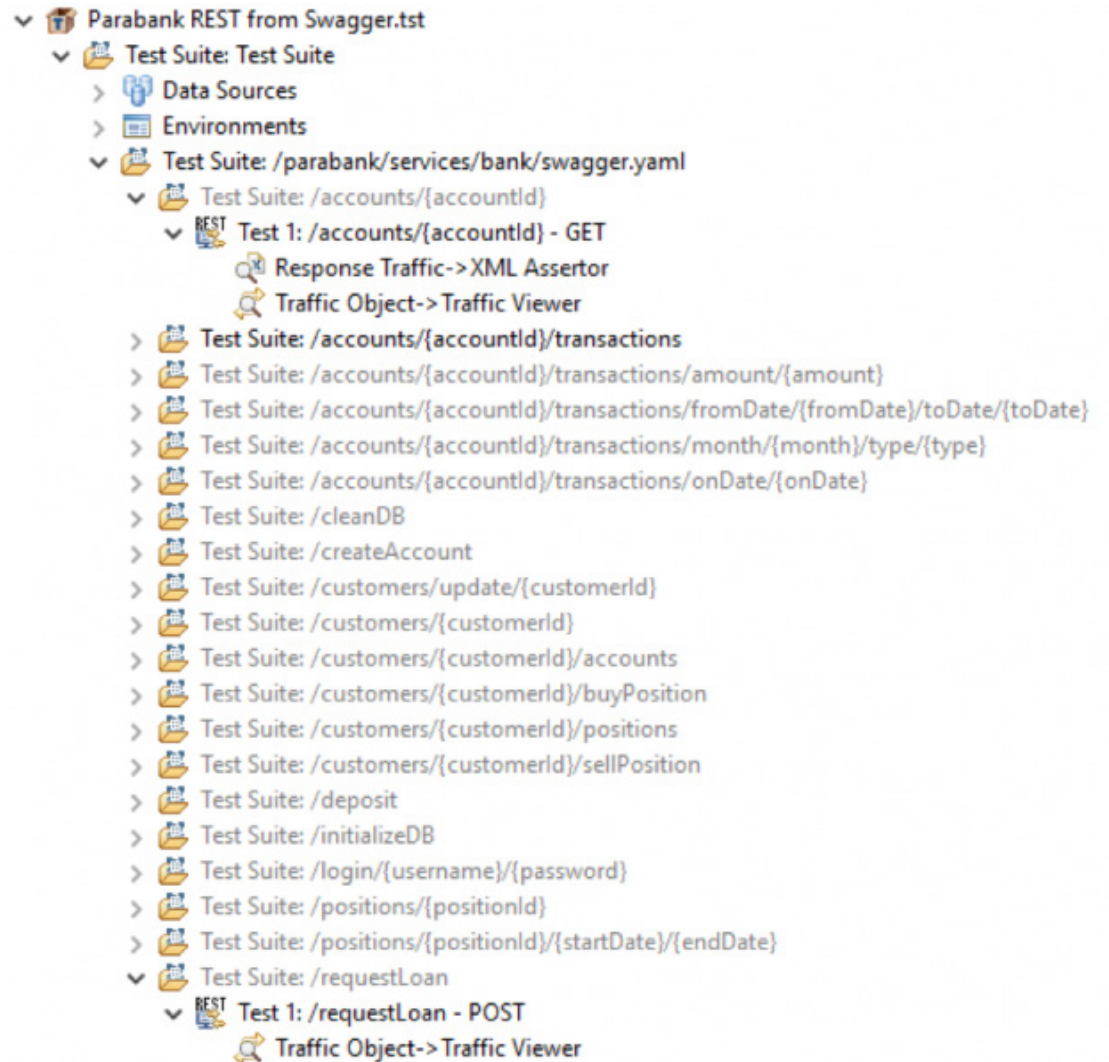 Parabank REST from Swagger.tst
Test Suite: Test Suite
Data Sources
Environments
Test Suite: /parabank/services/bank/swagger.yaml
Test Suite: /accounts/{accountId}
REST Test 1: /accounts/{accountId} - GET
Response Traffic->XML Assertor
Traffic Object->Traffic Viewer
Test Suite: /accounts/{accountId}/transactions
Test Suite: /accounts/{accountId}/transactions/amount/{amount}
Test Suite: /accounts/{accountId}/transactions/fromDate/{fromDate}/toDate/{toDate}
Test Suite: /accounts/{accountId}/transactions/month/{month}/type/{type}
Test Suite: /accounts/{accountId}/transactions/onDate/{onDate}
Test Suite: /cleanDB
Test Suite: /createAccount
Test Suite: /customers/update/{customerId}
Test Suite: /customers/{customerId}
Test Suite: /customers/{customerId}/accounts
Test Suite: /customers/{customerId}/buyPosition
Test Suite: /customers/{customerId}/positions
Test Suite: /customers/{customerId}/sellPosition
Test Suite: /deposit
Test Suite: /initializeDB
Test Suite: /login/{username}/{password}
Test Suite: /positions/{positionId}
Test Suite: /positions/{positionId}/{startDate}/{endDate}
Test Suite: /requestLoan
REST Test 1: /requestLoan - POST
Traffic Object->Traffic Viewer